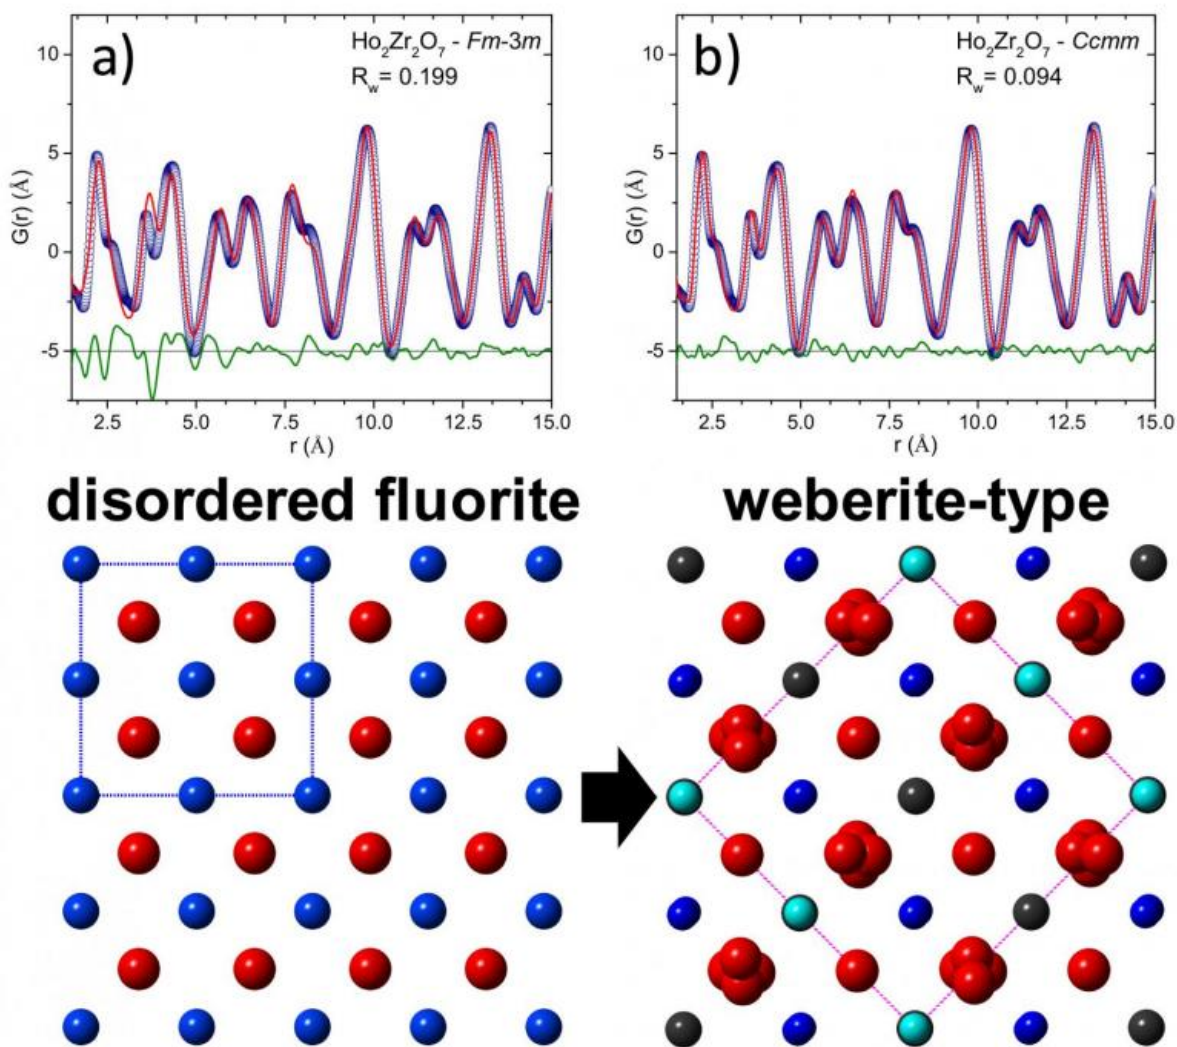 a)
Ho₂Zr₂O₇ - Fm-3m
R_w= 0.199
10
5
0
-5
G(r) (Å)
2.5 5.0 7.5 10.0 12.5 15.0
r (Å)
b)
Ho₂Zr₂O₇ - Ccmm
R_w= 0.094
10
5
0
-5
G(r) (Å)
2.5 5.0 7.5 10.0 12.5 15.0
r (Å)
disordered fluorite
weberite-type